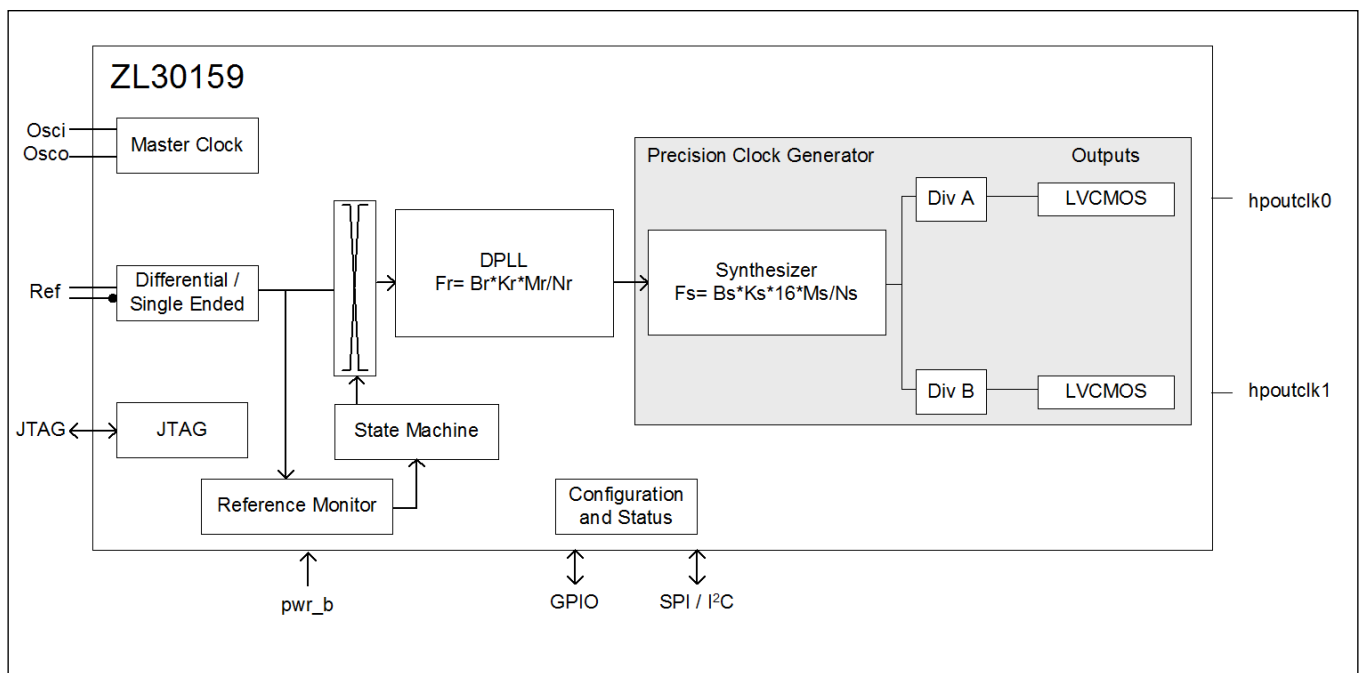 ZL30159
Osci
Osco
Master Clock
Precision Clock Generator
Outputs
Div A
LVCMOS
hpoutclk0
Ref
Differential /
Single Ended
DPLL
Fr= Br*Kr*Mr/Nr
Synthesizer
Fs= Bs*Ks*16*Ms/Ns
Div B
LVCMOS
hpoutclk1
JTAG
JTAG
State Machine
Reference Monitor
Configuration
and Status
pwr_b
GPIO
SPI / I²C